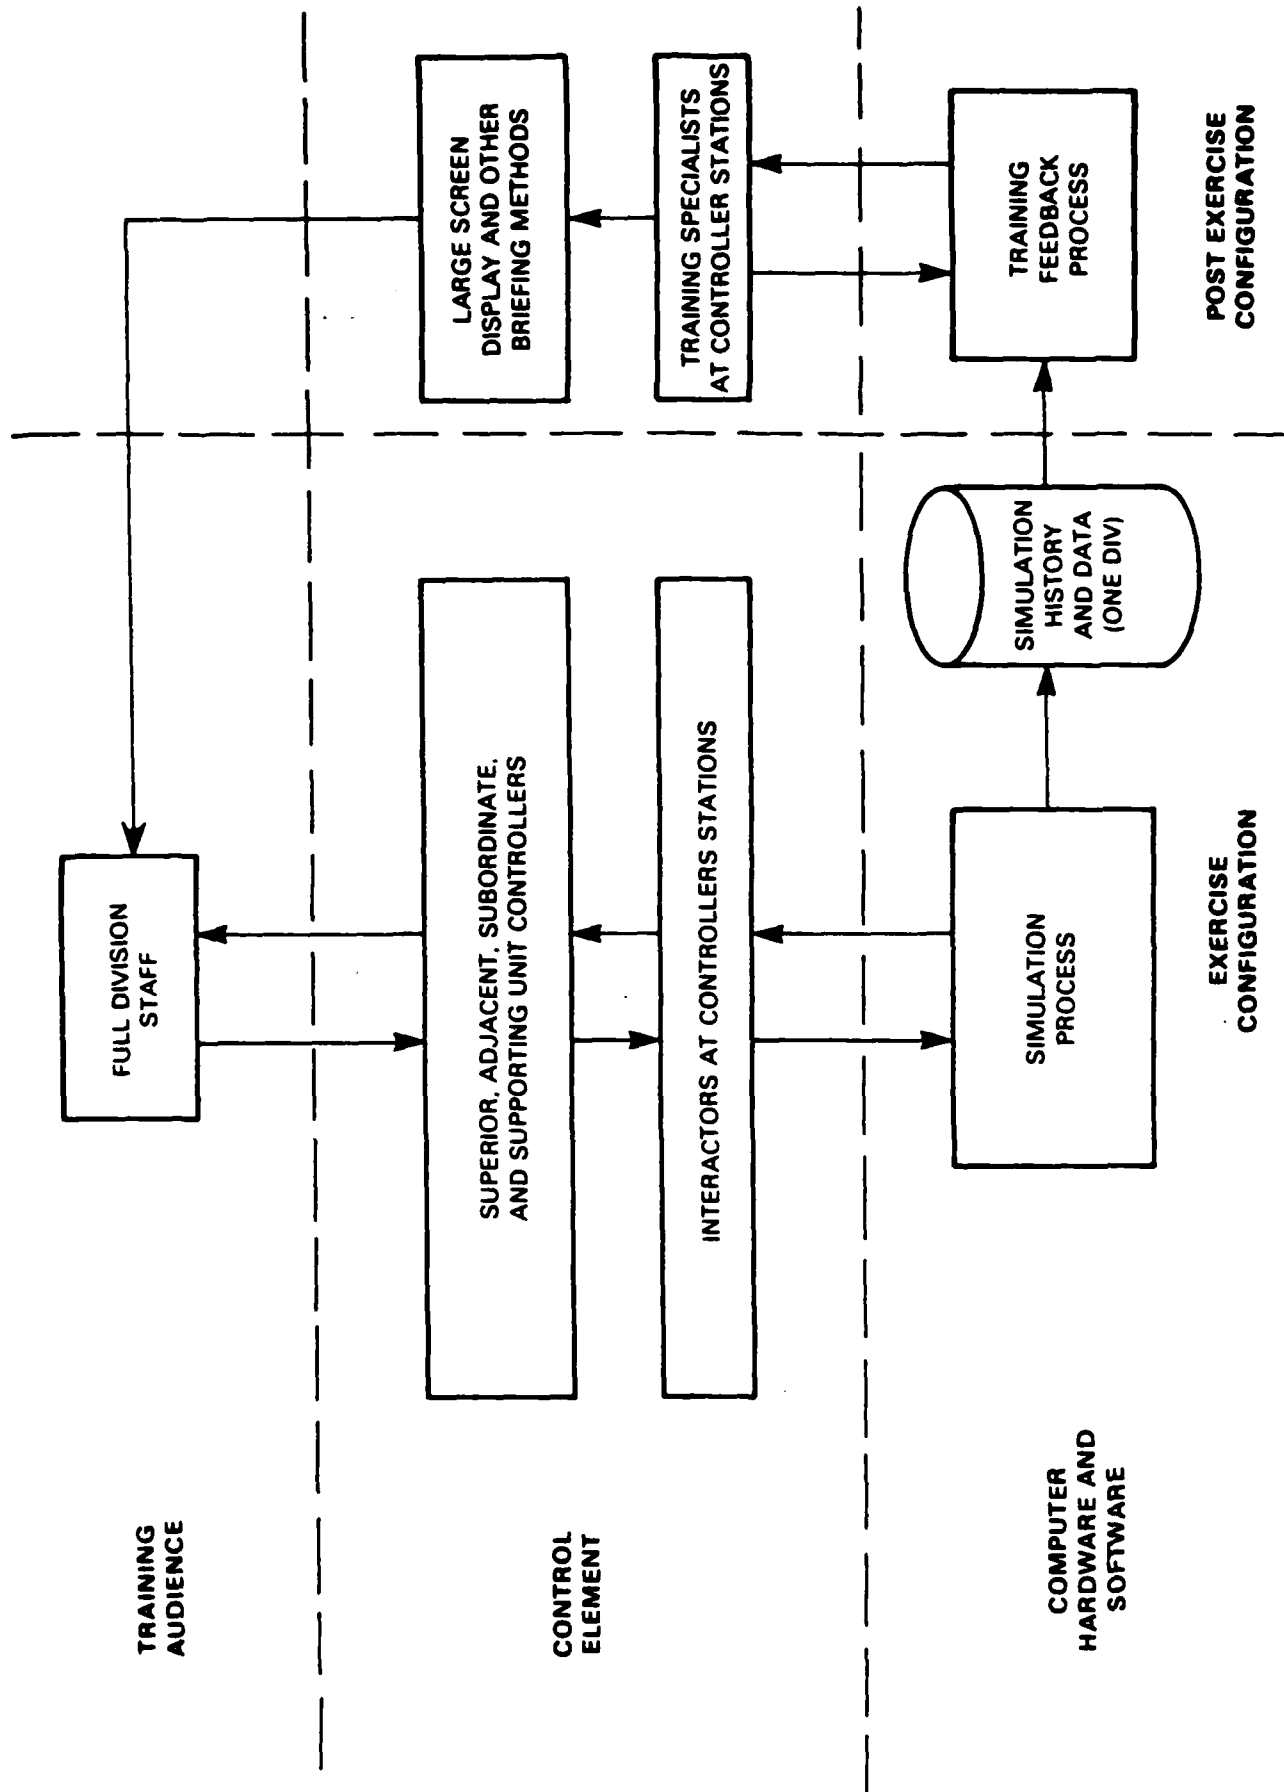 TRAINING
AUDIENCE
FULL DIVISION
STAFF
CONTROL
ELEMENT
SUPERIOR, ADJACENT, SUBORDINATE,
AND SUPPORTING UNIT CONTROLLERS
LARGE SCREEN
DISPLAY AND OTHER
BRIEFING METHODS
INTERACTORS AT CONTROLLERS STATIONS
TRAINING SPECIALISTS
AT CONTROLLER STATIONS
COMPUTER
HARDWARE AND
SOFTWARE
SIMULATION
PROCESS
SIMULATION
HISTORY
AND DATA
(ONE DIV)
TRAINING
FEEDBACK
PROCESS
EXERCISE
CONFIGURATION
POST EXERCISE
CONFIGURATION